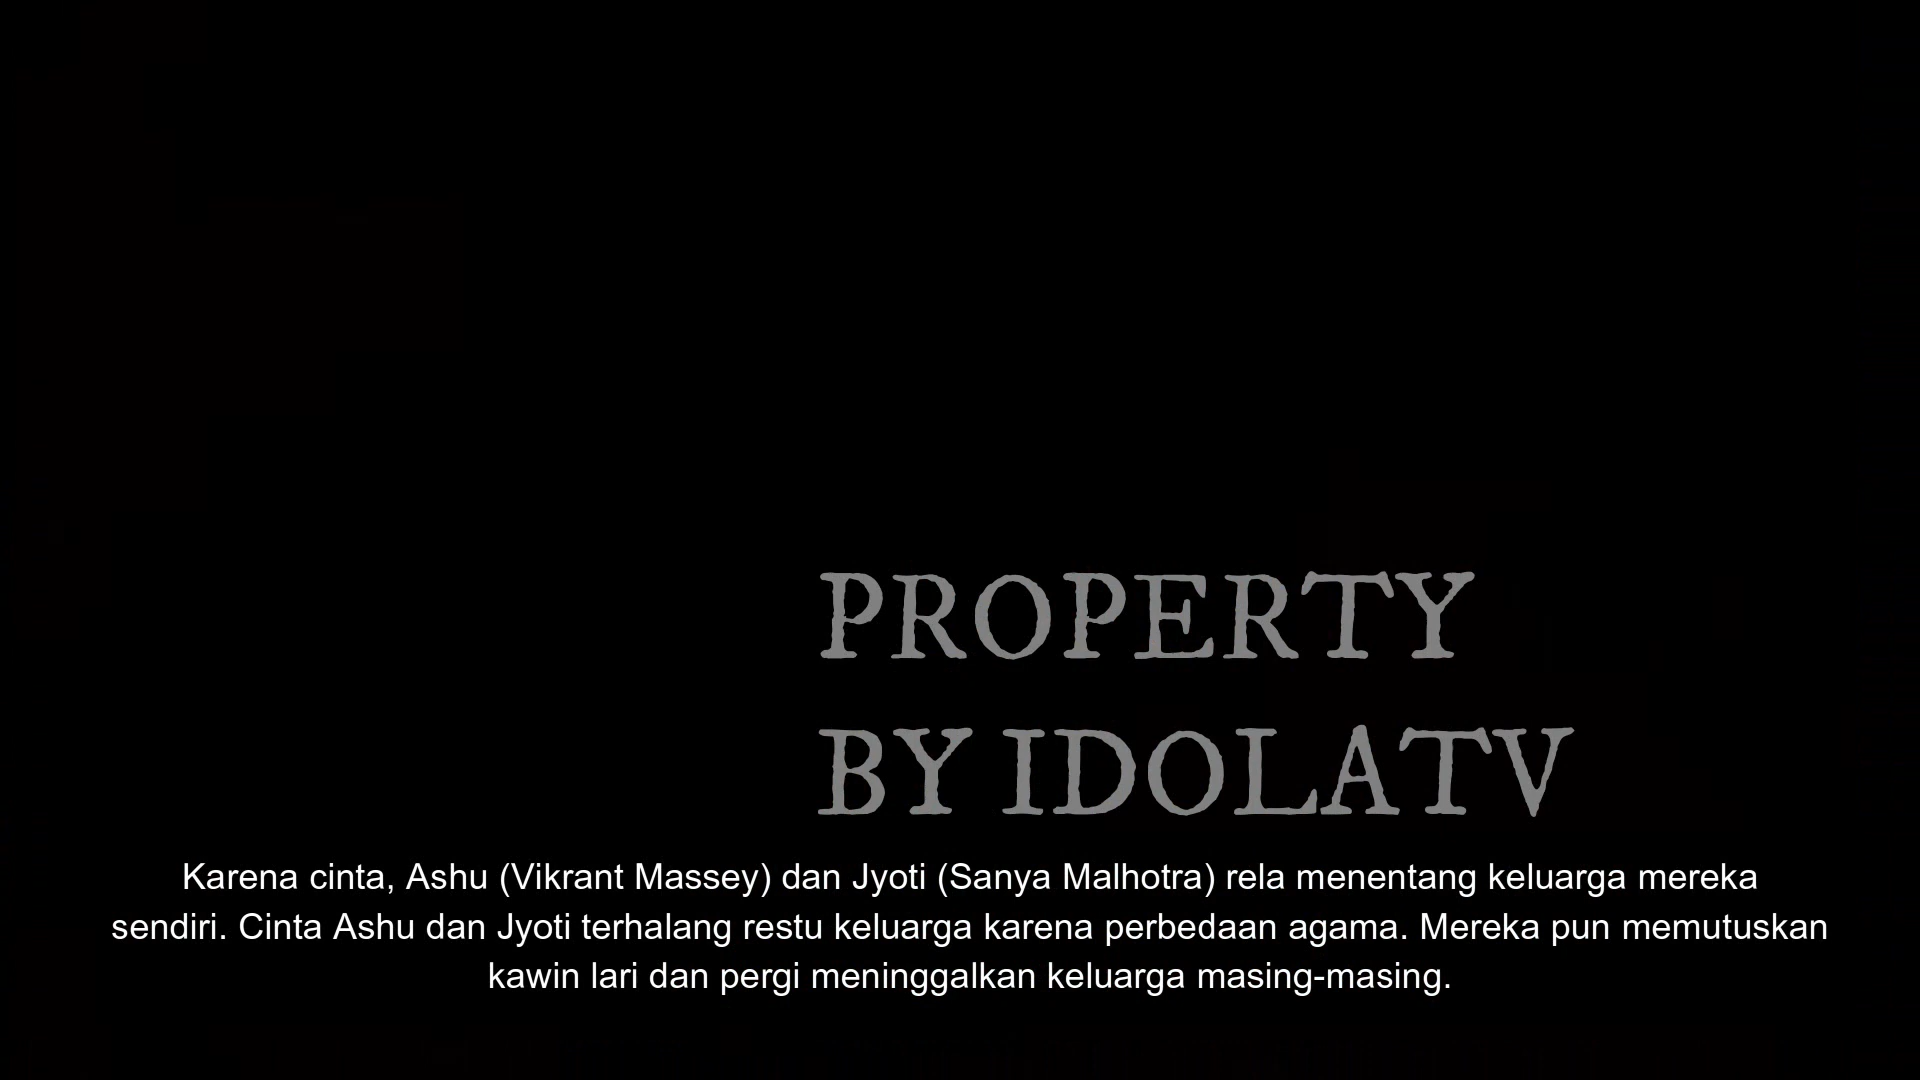 PROPERTY
BY IDOLATV
Karena cinta, Ashu (Vikrant Massey) dan Jyoti (Sanya Malhotra) rela menentang keluarga mereka
sendiri. Cinta Ashu dan Jyoti terhalang restu keluarga karena perbedaan agama. Mereka pun memutuskan
kawin lari dan pergi meninggalkan keluarga masing-masing.